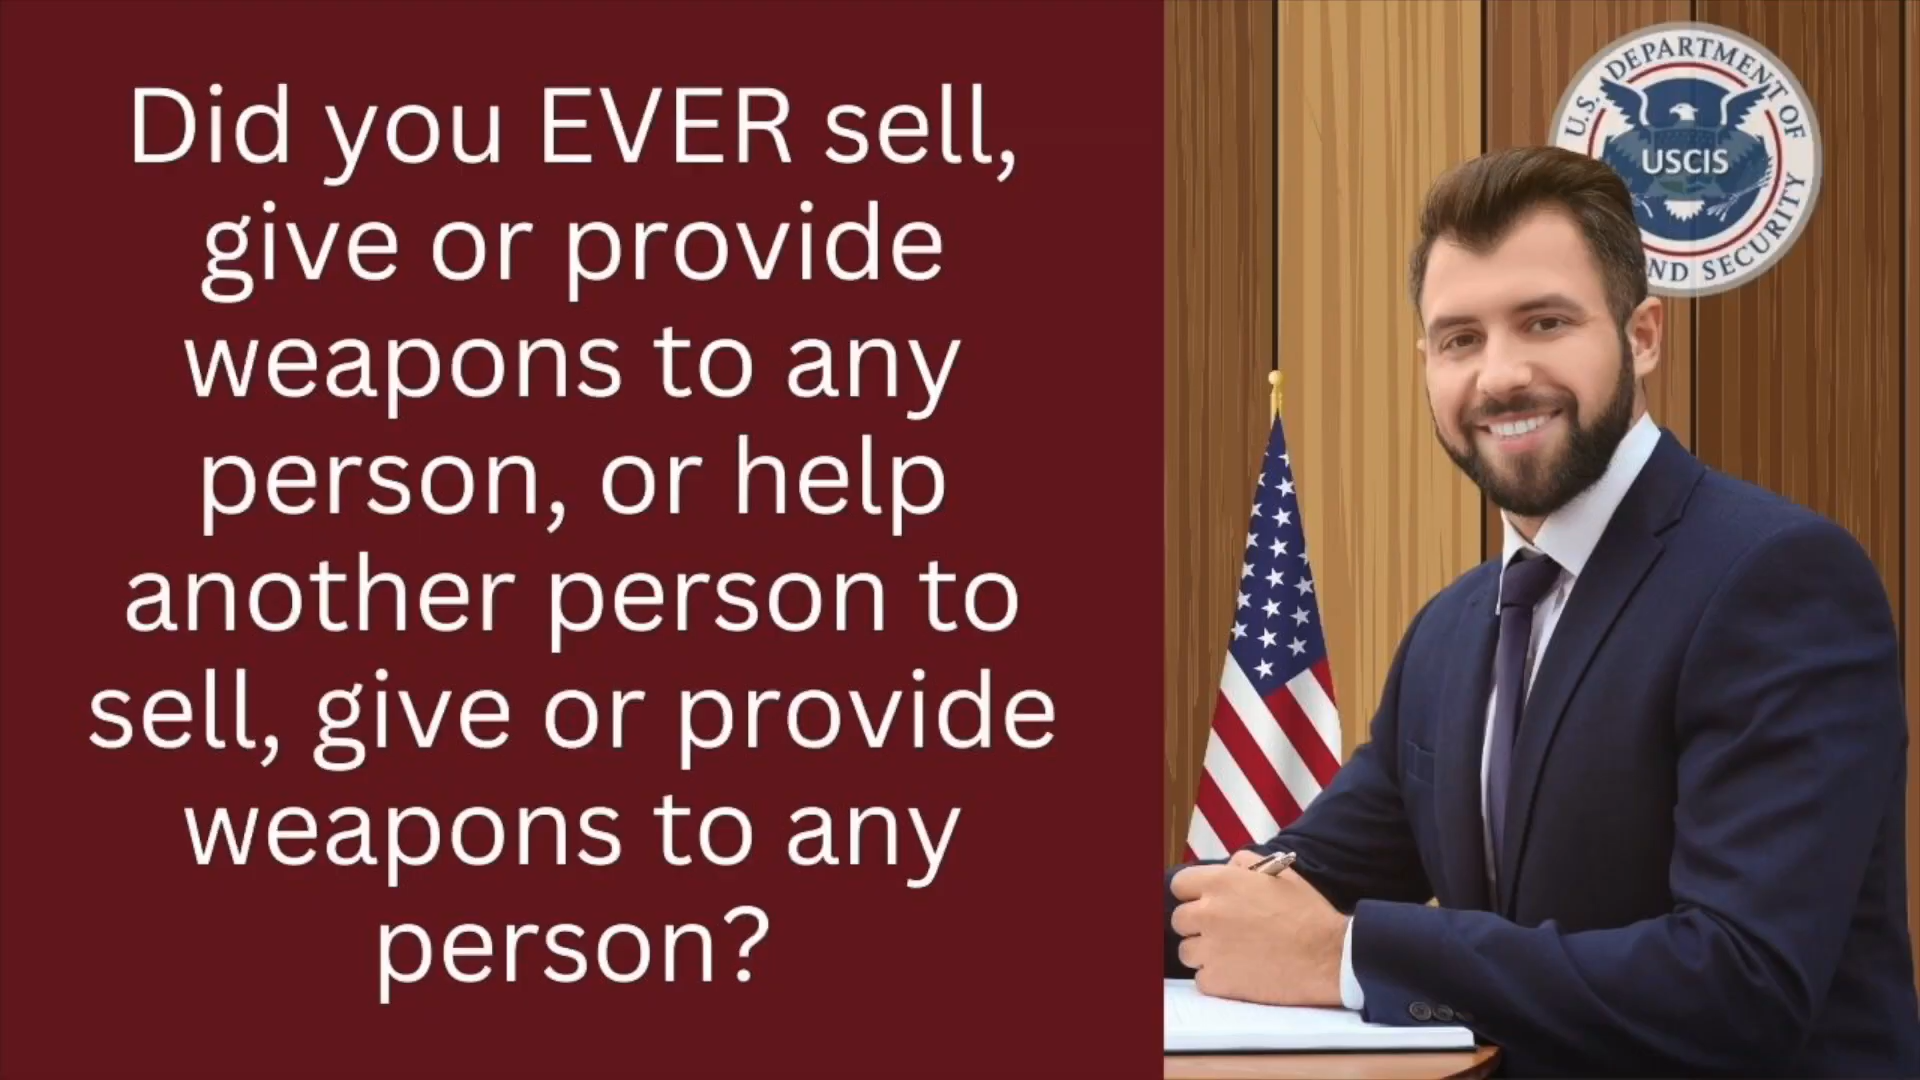 Did you EVER sell,
give or provide
weapons to any
person, or help
another person to
sell, give or provide
weapons to any
person?
U.S. DEPARTMENT OF
ND SECURITY
USCIS